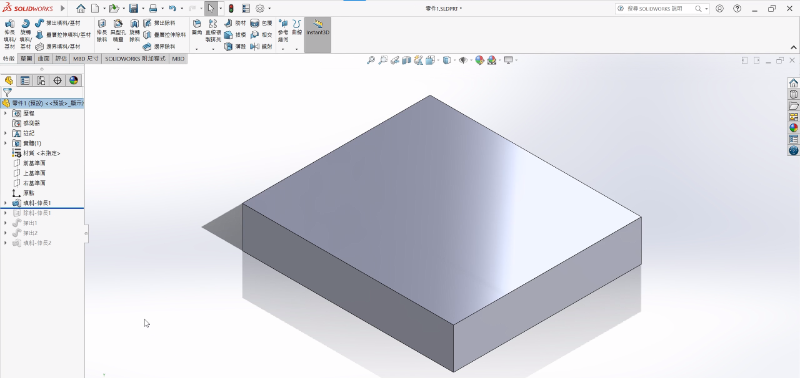 SOLIDWORKS
零件1.SLDPRT *
搜尋 SOLIDWORKS 說明
伸長填料/基材
旋轉填料/基材
掃出填料/基材
疊層拉伸填料/基材
邊界填料/基材
伸長除料
異型孔精靈
旋轉除料
掃出除料
疊層拉伸除料
邊界除料
圓角
直線複製排列
肋材
拔模
薄殼
包覆
相交
鏡射
參考幾何
曲線
Instant3D
特徵 草圖 曲面 評估 MBD 尺寸 SOLIDWORKS 附加程式 MBD
零件1 (預設) <<預設>_顯示
歷程
感測器
註記
實體(1)
材質 <未指定>
前基準面
上基準面
右基準面
原點
填料-伸長1
除料-伸長1
掃出1
掃出2
填料-伸長2